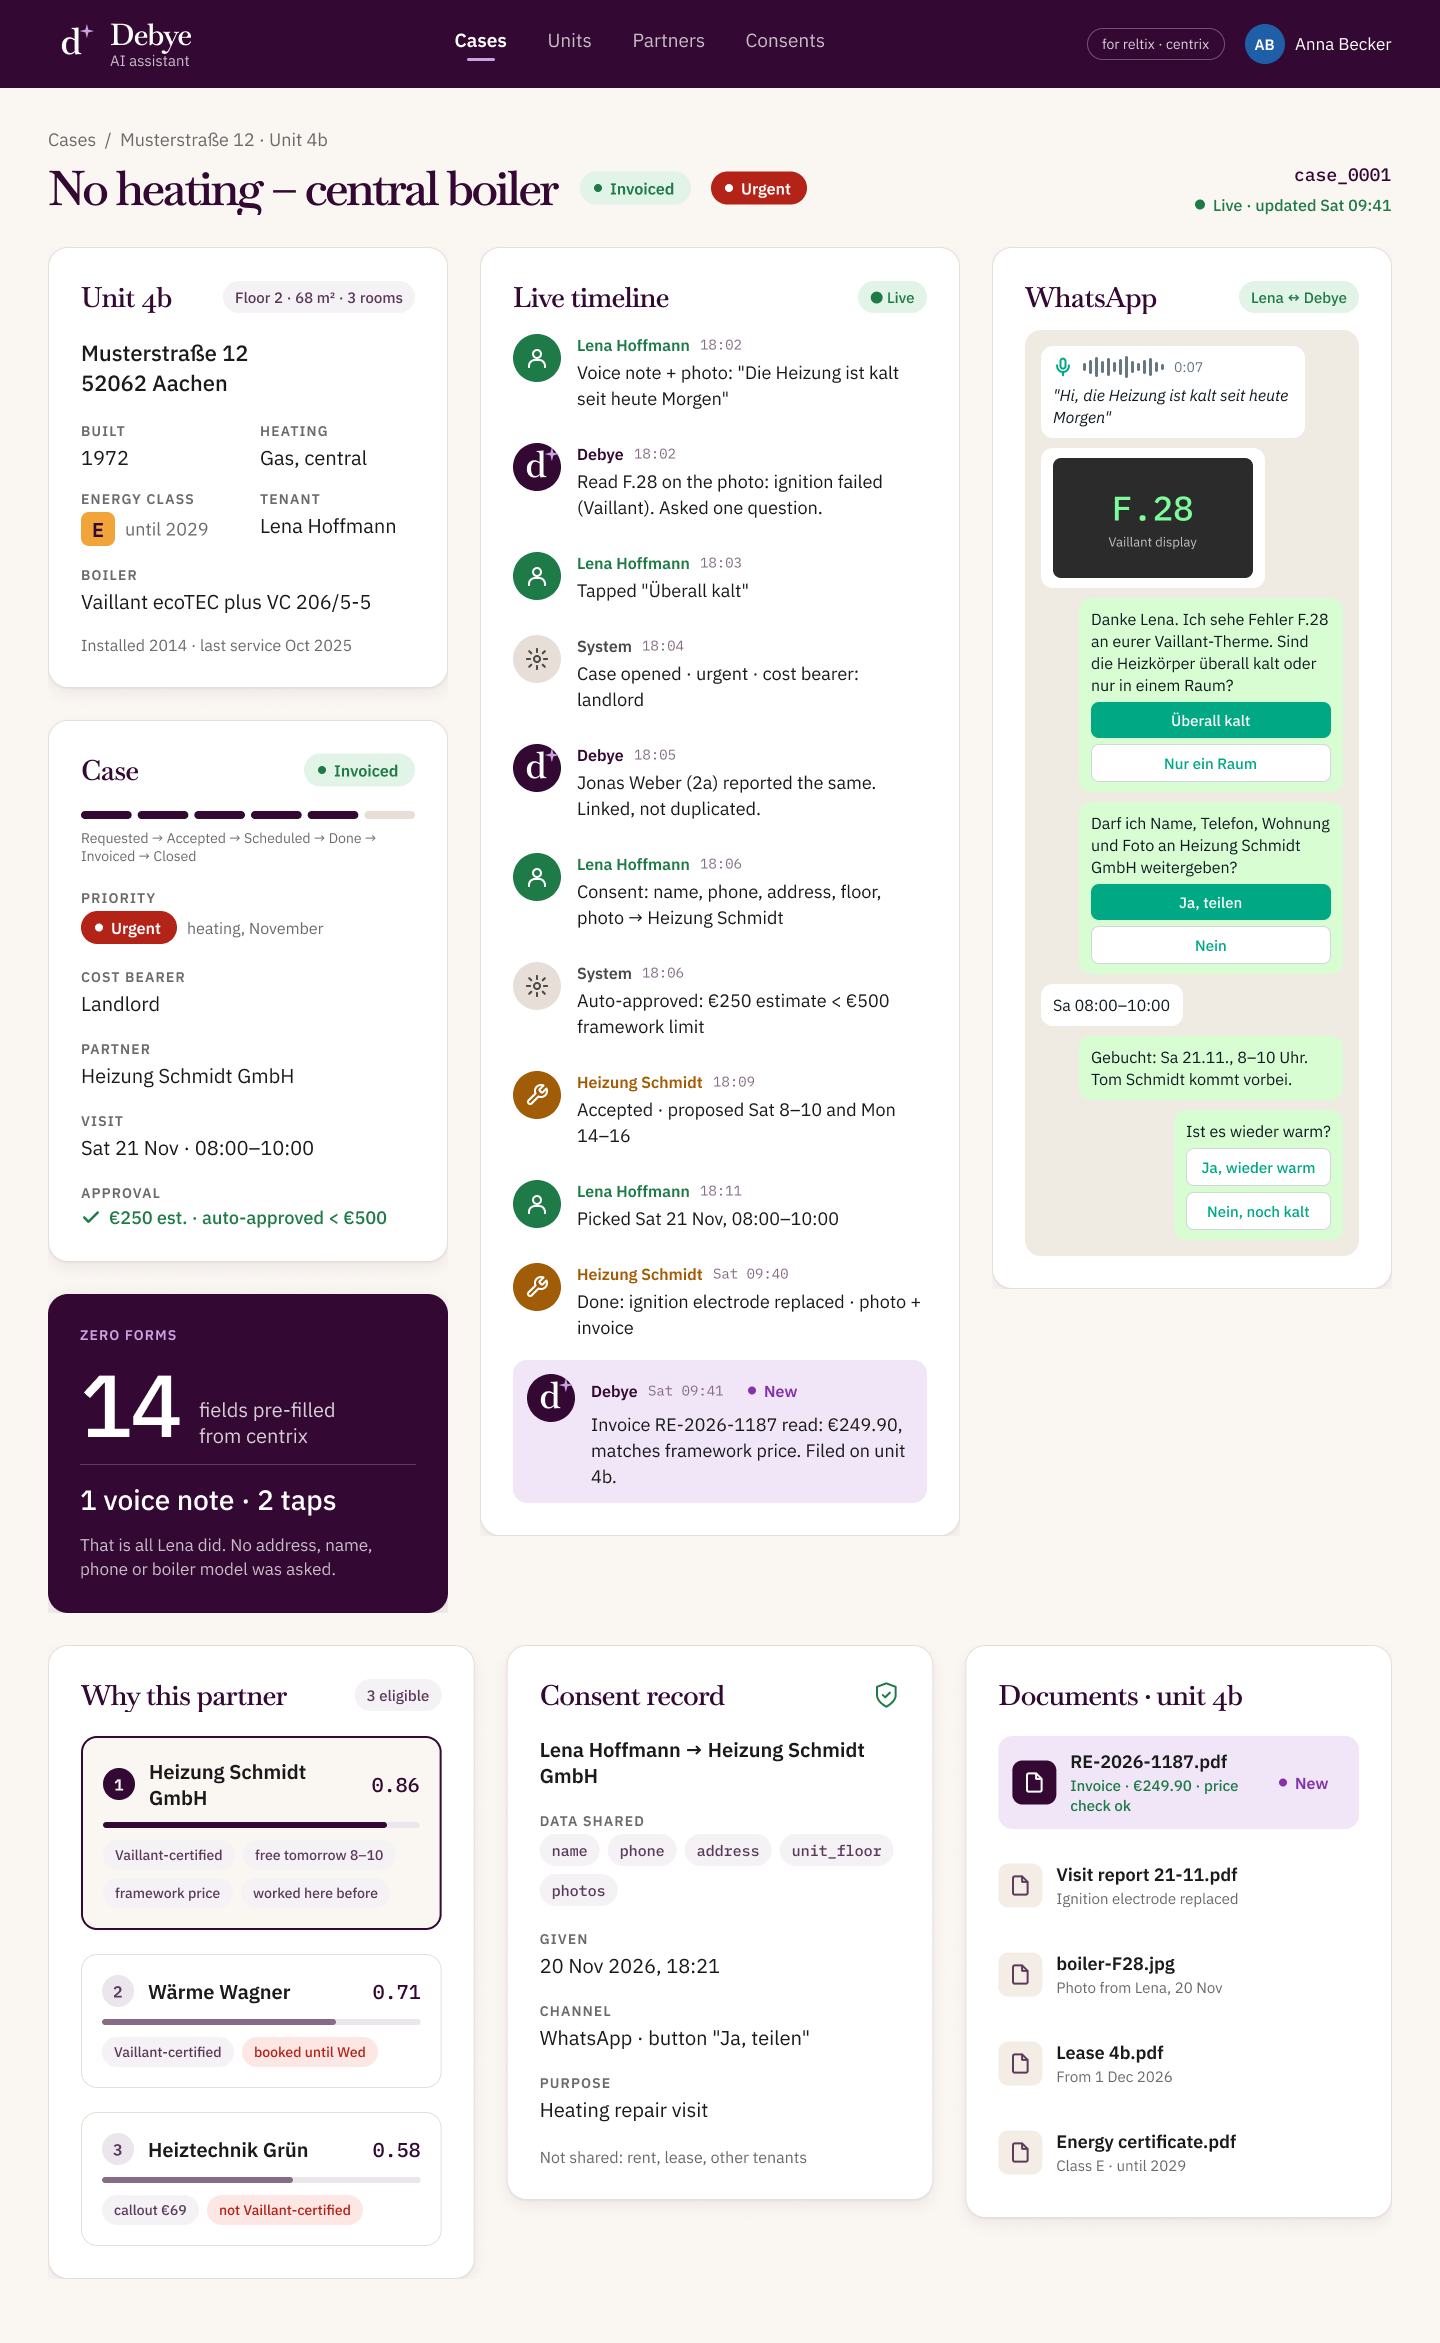 d
Debye
AI assistant
Cases
Units
Partners
Consents
for reltix · centrix
AB
Anna Becker
Cases / Musterstraße 12 · Unit 4b
No heating – central boiler
Invoiced
Urgent
case_0001
Live · updated Sat 09:41
Unit 4b
Floor 2 · 68 m² · 3 rooms
Musterstraße 12
52062 Aachen
BUILT
1972
HEATING
Gas, central
ENERGY CLASS
E
until 2029
TENANT
Lena Hoffmann
BOILER
Vaillant ecoTEC plus VC 206/5-5
Installed 2014 · last service Oct 2025
Case
Invoiced
Requested → Accepted → Scheduled → Done →
Invoiced → Closed
PRIORITY
Urgent
heating, November
COST BEARER
Landlord
PARTNER
Heizung Schmidt GmbH
VISIT
Sat 21 Nov · 08:00–10:00
APPROVAL
€250 est. · auto-approved < €500
ZERO FORMS
14
fields pre-filled
from centrix
1 voice note · 2 taps
That is all Lena did. No address, name,
phone or boiler model was asked.
Live timeline
Live
Lena Hoffmann 18:02
Voice note + photo: "Die Heizung ist kalt
seit heute Morgen"
d
Debye 18:02
Read F.28 on the photo: ignition failed
(Vaillant). Asked one question.
Lena Hoffmann 18:03
Tapped "Überall kalt"
System 18:04
Case opened · urgent · cost bearer:
landlord
d
Debye 18:05
Jonas Weber (2a) reported the same.
Linked, not duplicated.
Lena Hoffmann 18:06
Consent: name, phone, address, floor,
photo → Heizung Schmidt
System 18:06
Auto-approved: €250 estimate < €500
framework limit
Heizung Schmidt 18:09
Accepted · proposed Sat 8–10 and Mon
14–16
Lena Hoffmann 18:11
Picked Sat 21 Nov, 08:00–10:00
Heizung Schmidt Sat 09:40
Done: ignition electrode replaced · photo +
invoice
d
Debye Sat 09:41
New
Invoice RE-2026-1187 read: €249.90,
matches framework price. Filed on unit
4b.
WhatsApp
Lena ↔ Debye
0:07
"Hi, die Heizung ist kalt seit heute
Morgen"
F.28
Vaillant display
Danke Lena. Ich sehe Fehler F.28
an eurer Vaillant-Therme. Sind
die Heizkörper überall kalt oder
nur in einem Raum?
Überall kalt
Nur ein Raum
Darf ich Name, Telefon, Wohnung
und Foto an Heizung Schmidt
GmbH weitergeben?
Ja, teilen
Nein
Sa 08:00–10:00
Gebucht: Sa 21.11., 8–10 Uhr.
Tom Schmidt kommt vorbei.
Ist es wieder warm?
Ja, wieder warm
Nein, noch kalt
Why this partner
3 eligible
1
Heizung Schmidt
GmbH
0.86
Vaillant-certified
free tomorrow 8–10
framework price
worked here before
2
Wärme Wagner
0.71
Vaillant-certified
booked until Wed
3
Heiztechnik Grün
0.58
callout €69
not Vaillant-certified
Consent record
Lena Hoffmann → Heizung Schmidt
GmbH
DATA SHARED
name
phone
address
unit_floor
photos
GIVEN
20 Nov 2026, 18:21
CHANNEL
WhatsApp · button "Ja, teilen"
PURPOSE
Heating repair visit
Not shared: rent, lease, other tenants
Documents · unit 4b
RE-2026-1187.pdf
Invoice · €249.90 · price
check ok
New
Visit report 21-11.pdf
Ignition electrode replaced
boiler-F28.jpg
Photo from Lena, 20 Nov
Lease 4b.pdf
From 1 Dec 2026
Energy certificate.pdf
Class E · until 2029